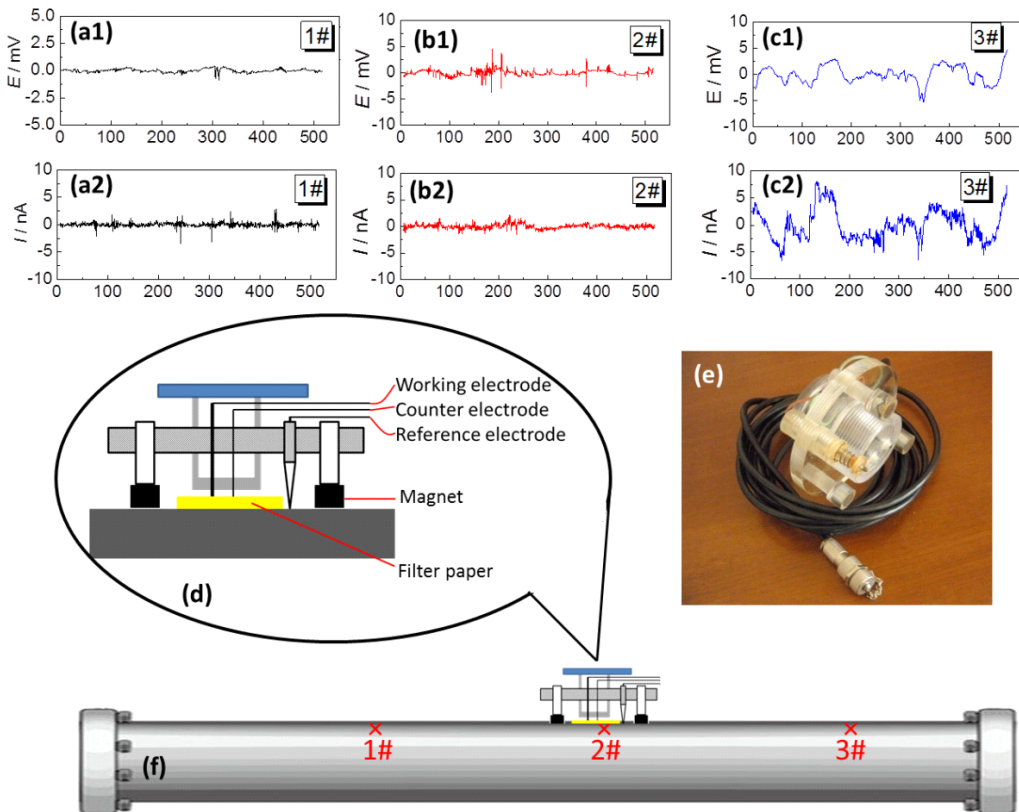 (a1)
1#
E / mV
5.0
2.5
0.0
-2.5
-5.0
0 100 200 300 400 500
(b1)
2#
E / mV
10
5
0
-5
-10
0 100 200 300 400 500
(c1)
3#
E / mV
10
5
0
-5
-10
0 100 200 300 400 500
(a2)
1#
I / nA
10
5
0
-5
-10
0 100 200 300 400 500
(b2)
2#
I / nA
10
5
0
-5
-10
0 100 200 300 400 500
(c2)
3#
I / nA
10
5
0
-5
-10
0 100 200 300 400 500
Working electrode
Counter electrode
Reference electrode
Magnet
Filter paper
(d)
(e)
1#
2#
3#
(f)